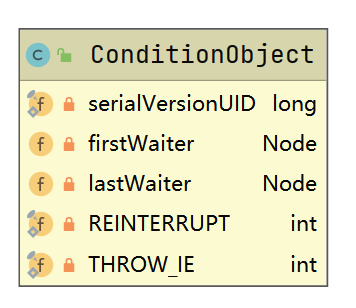 ConditionObject
serialVersionUID long
firstWaiter Node
lastWaiter Node
REINTERRUPT int
THROW_IE int